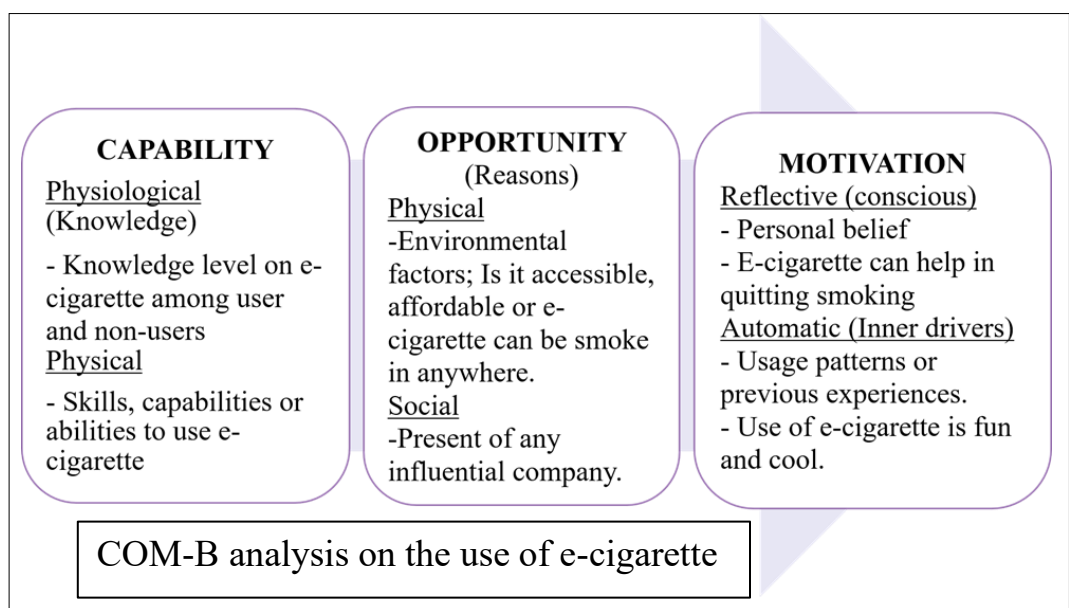 CAPABILITY
Physiological
(Knowledge)
- Knowledge level on e-
cigarette among user
and non-users
Physical
- Skills, capabilities or
abilities to use e-
cigarette
OPPORTUNITY
(Reasons)
Physical
-Environmental
factors; Is it accessible,
affordable or e-
cigarette can be smoke
in anywhere.
Social
-Present of any
influential company.
MOTIVATION
Reflective (conscious)
- Personal belief
- E-cigarette can help in
quitting smoking
Automatic (Inner drivers)
- Usage patterns or
previous experiences.
- Use of e-cigarette is fun
and cool.
COM-B analysis on the use of e-cigarette